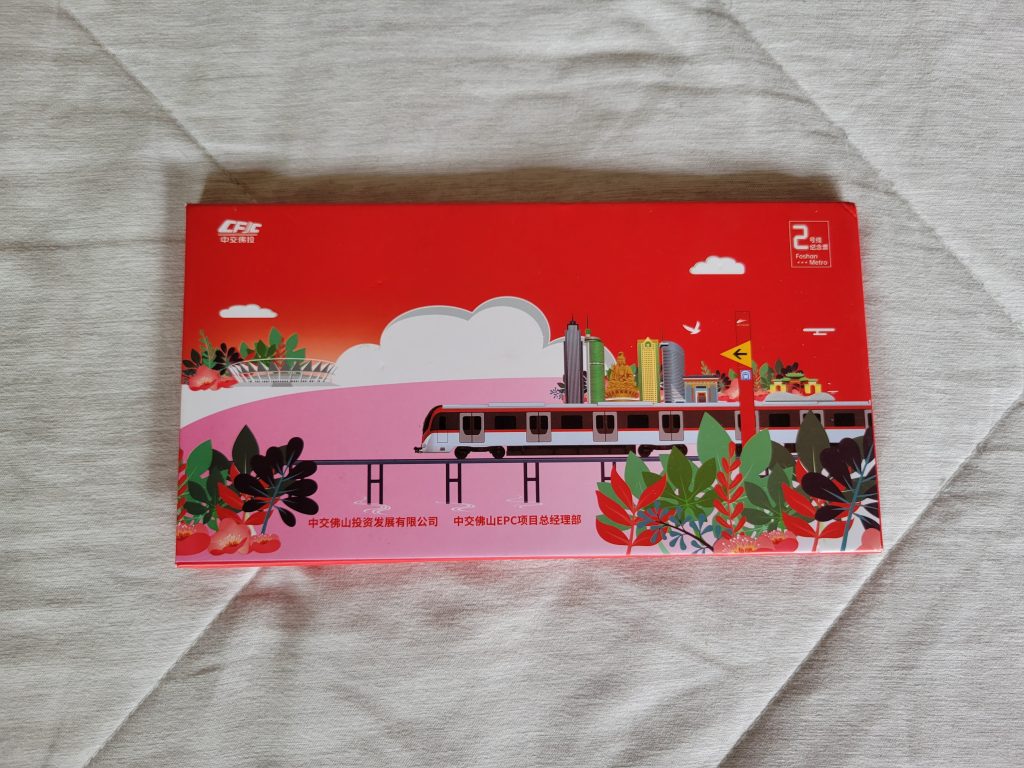 CFIC
中交佛投
2号线
纪念票
Foshan
Metro
中交佛山投资发展有限公司 中交佛山EPC项目总经理部